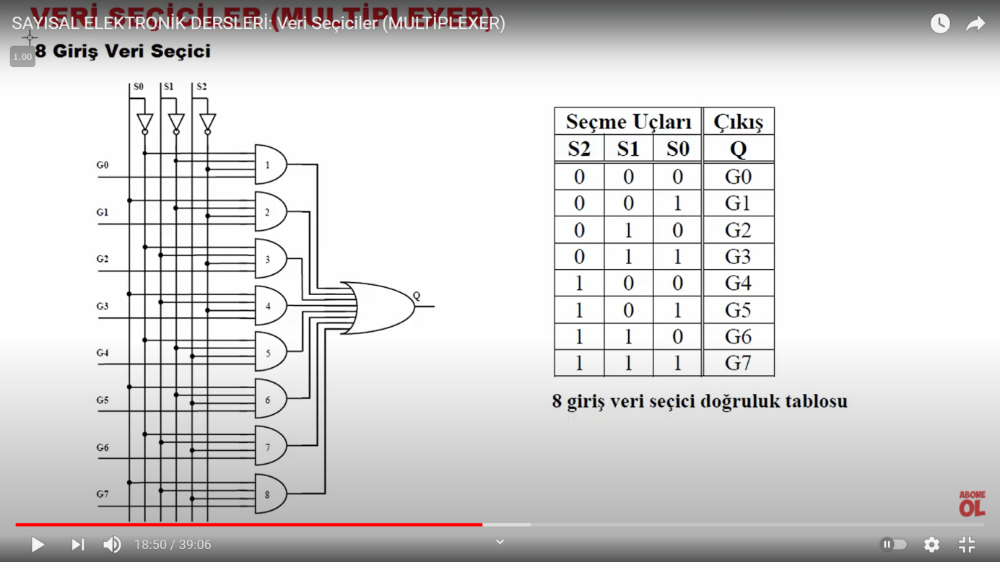 VERİ SEÇİCİLER (MULTİPLEXER)
SAYISAL ELEKTRONİK DERSLERİ: Veri Seçiciler (MULTİPLEXER)
1.00
8 Giriş Veri Seçici
S0 S1 S2
G0 1
G1 2
G2 3
G3 4
Q
G4 5
G5 6
G6 7
G7 8
Seçme Uçları Çıkış
S2 S1 S0 Q
0 0 0 G0
0 0 1 G1
0 1 0 G2
0 1 1 G3
1 0 0 G4
1 0 1 G5
1 1 0 G6
1 1 1 G7
8 giriş veri seçici doğruluk tablosu
ABONE
OL
18:50 / 39:06